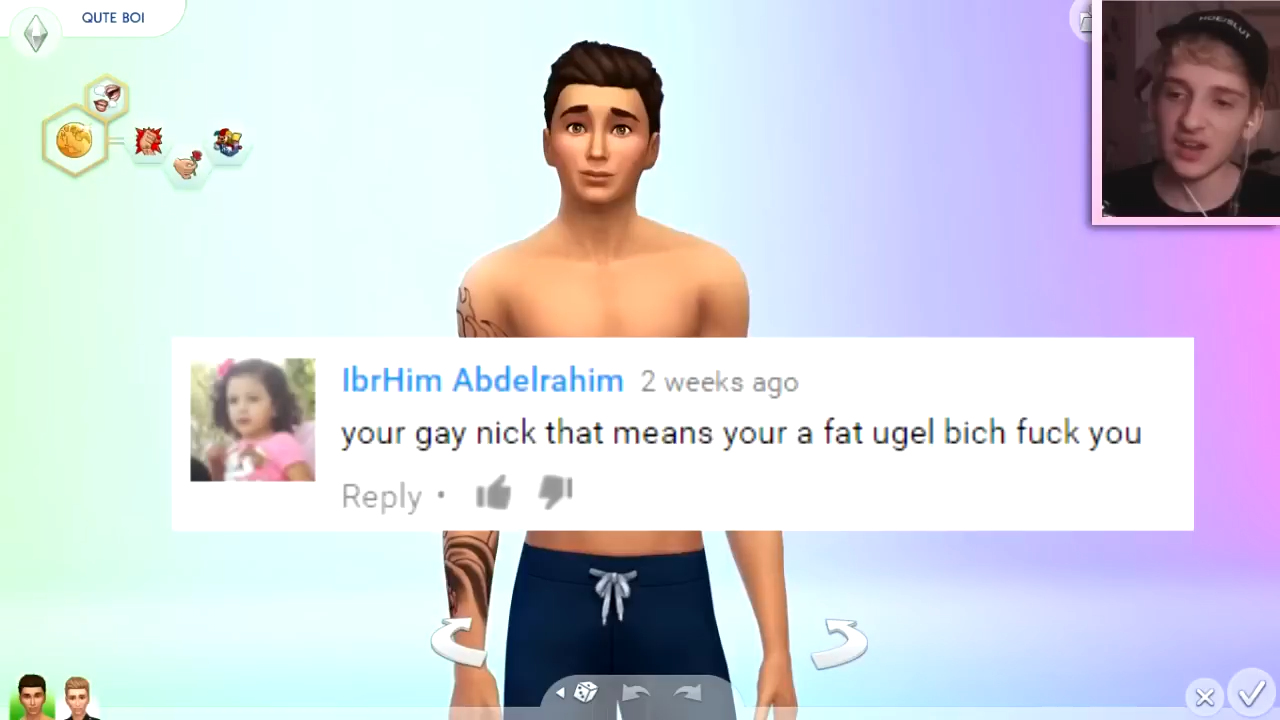 QUTE BOI
IbrHim Abdelrahim 2 weeks ago
your gay nick that means your a fat ugel bich fuck you
Reply •